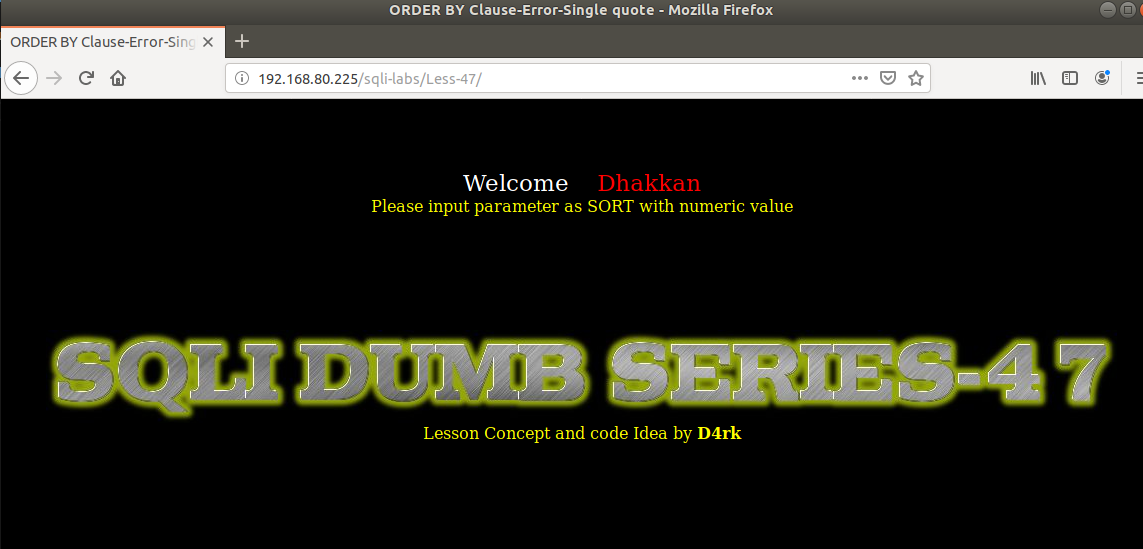 ORDER BY Clause-Error-Single quote - Mozilla Firefox
ORDER BY Clause-Error-Sing
192.168.80.225/sqli-labs/Less-47/
Welcome Dhakkan
Please input parameter as SORT with numeric value
SQLI DUMB SERIES-47
Lesson Concept and code Idea by D4rk